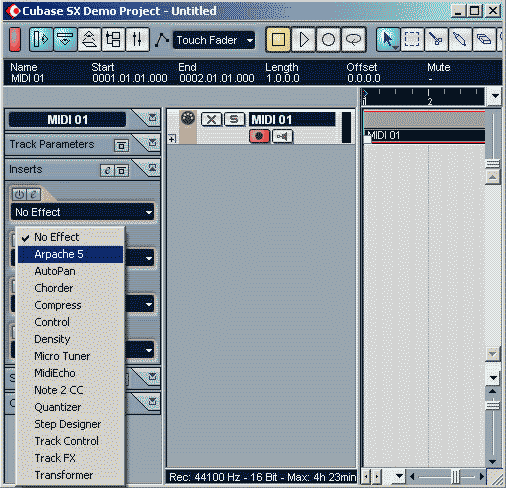 Cubase SX Demo Project - Untitled
Touch Fader
Name Start End Length Offset Mute
MIDI 01 0001.01.01.000 0002.01.01.000 1.0.0.0 0.0.0.0 -
MIDI 01
X S MIDI 01
1 2
Track Parameters
MIDI 01
Inserts e
e
No Effect
No Effect
Arpache 5
AutoPan
Chorder
Compress
Control
Density
Micro Tuner
MidiEcho
Note 2 CC
Quantizer
Step Designer
Track Control
Track FX
Transformer
Rec: 44100 Hz - 16 Bit - Max: 4h 23min